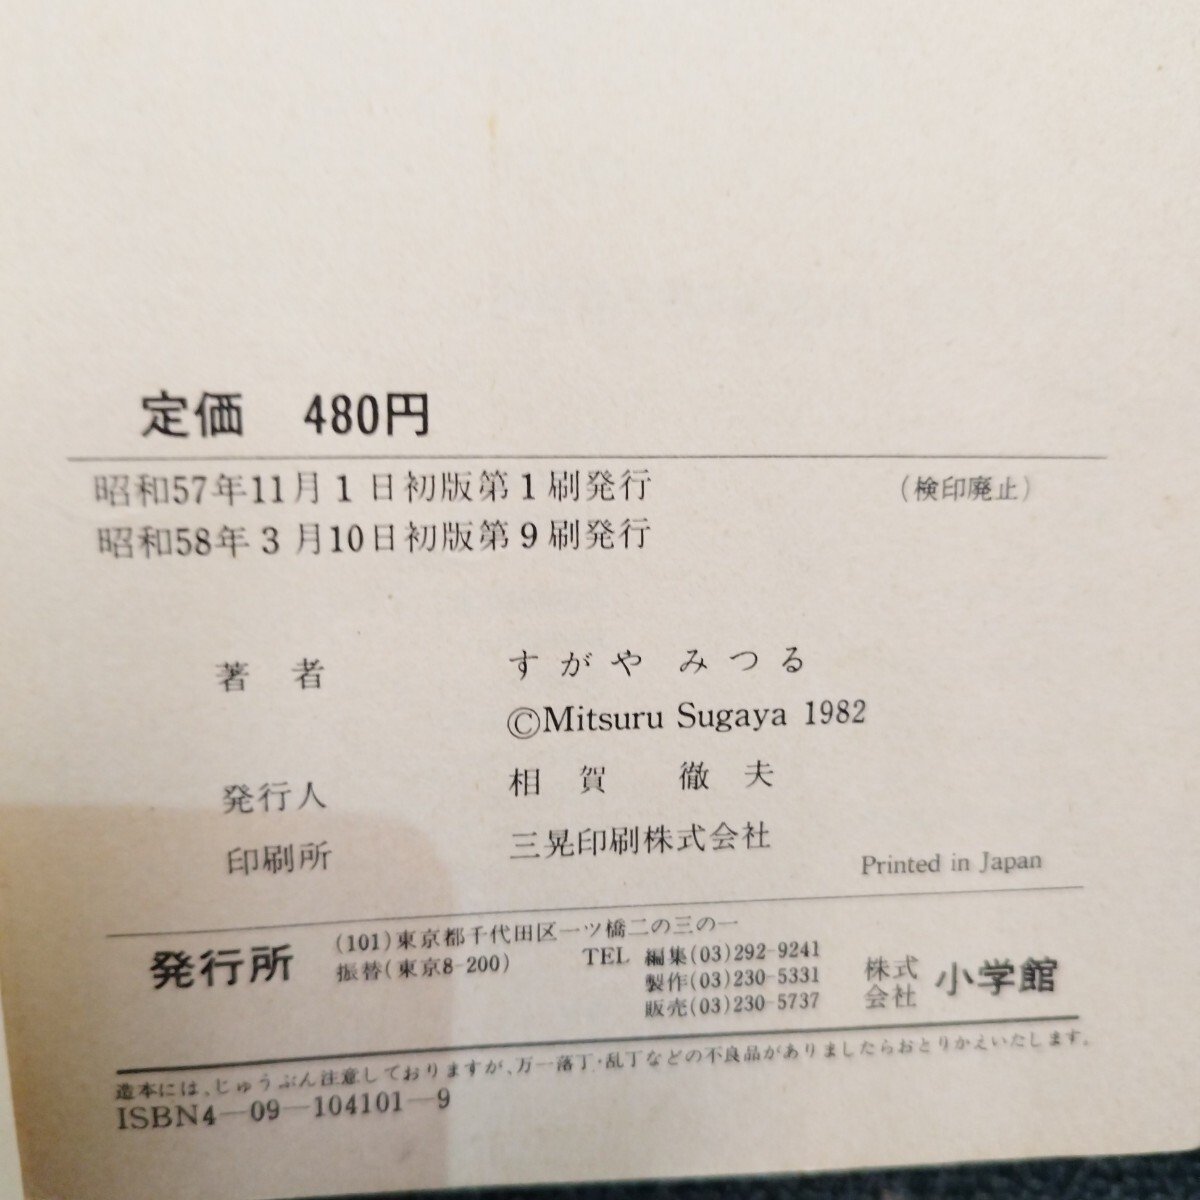 定価 480円
昭和57年11月1日初版第1刷発行 (検印廃止)
昭和58年3月10日初版第9刷発行
著者 すがやみつる
©Mitsuru Sugaya 1982
発行人 相賀 徹夫
印刷所 三晃印刷株式会社
Printed in Japan
発行所 (101)東京都千代田区一ツ橋二の三の一
振替(東京8-200) TEL 編集(03)292-9241
製作(03)230-5331
販売(03)230-5737
株式会社 小学館
造本には、じゅうぶん注意しておりますが、万一落丁・乱丁などの不良品がありましたらおとりかえいたします。
ISBN4-09-104101-9